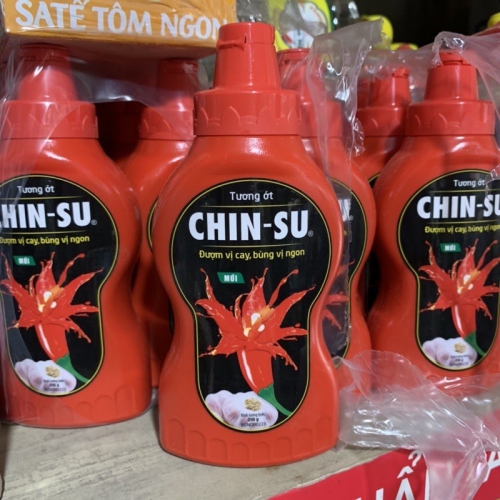 SATẾ TÔM NGON
Tương ớt
CHIN-SU®
Đượm vị cay, bùng vị ngon
MỚI
Tương ớt
CHIN-SU®
Đượm vị cay, bùng vị ngon
MỚI
Tương ớt
CHIN-SU
Đượm vị cay, bùng vị ngon
MỚI